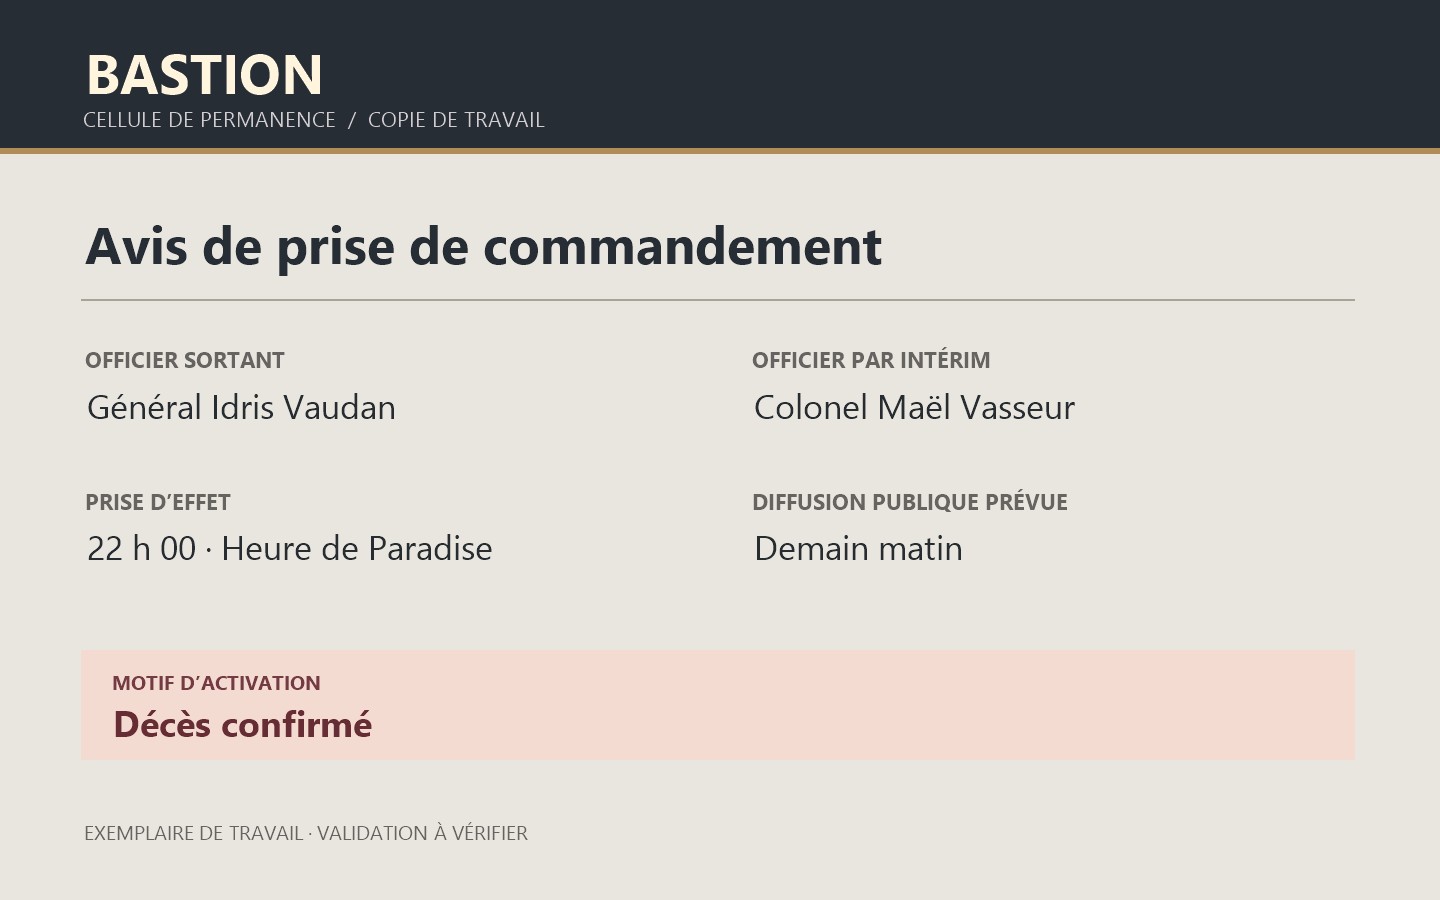 BASTION
CELLULE DE PERMANENCE / COPIE DE TRAVAIL
Avis de prise de commandement
OFFICIER SORTANT
Général Idris Vaudan
OFFICIER PAR INTÉRIM
Colonel Maël Vasseur
PRISE D’EFFET
22 h 00 · Heure de Paradise
DIFFUSION PUBLIQUE PRÉVUE
Demain matin
MOTIF D’ACTIVATION
Décès confirmé
EXEMPLAIRE DE TRAVAIL · VALIDATION À VÉRIFIER